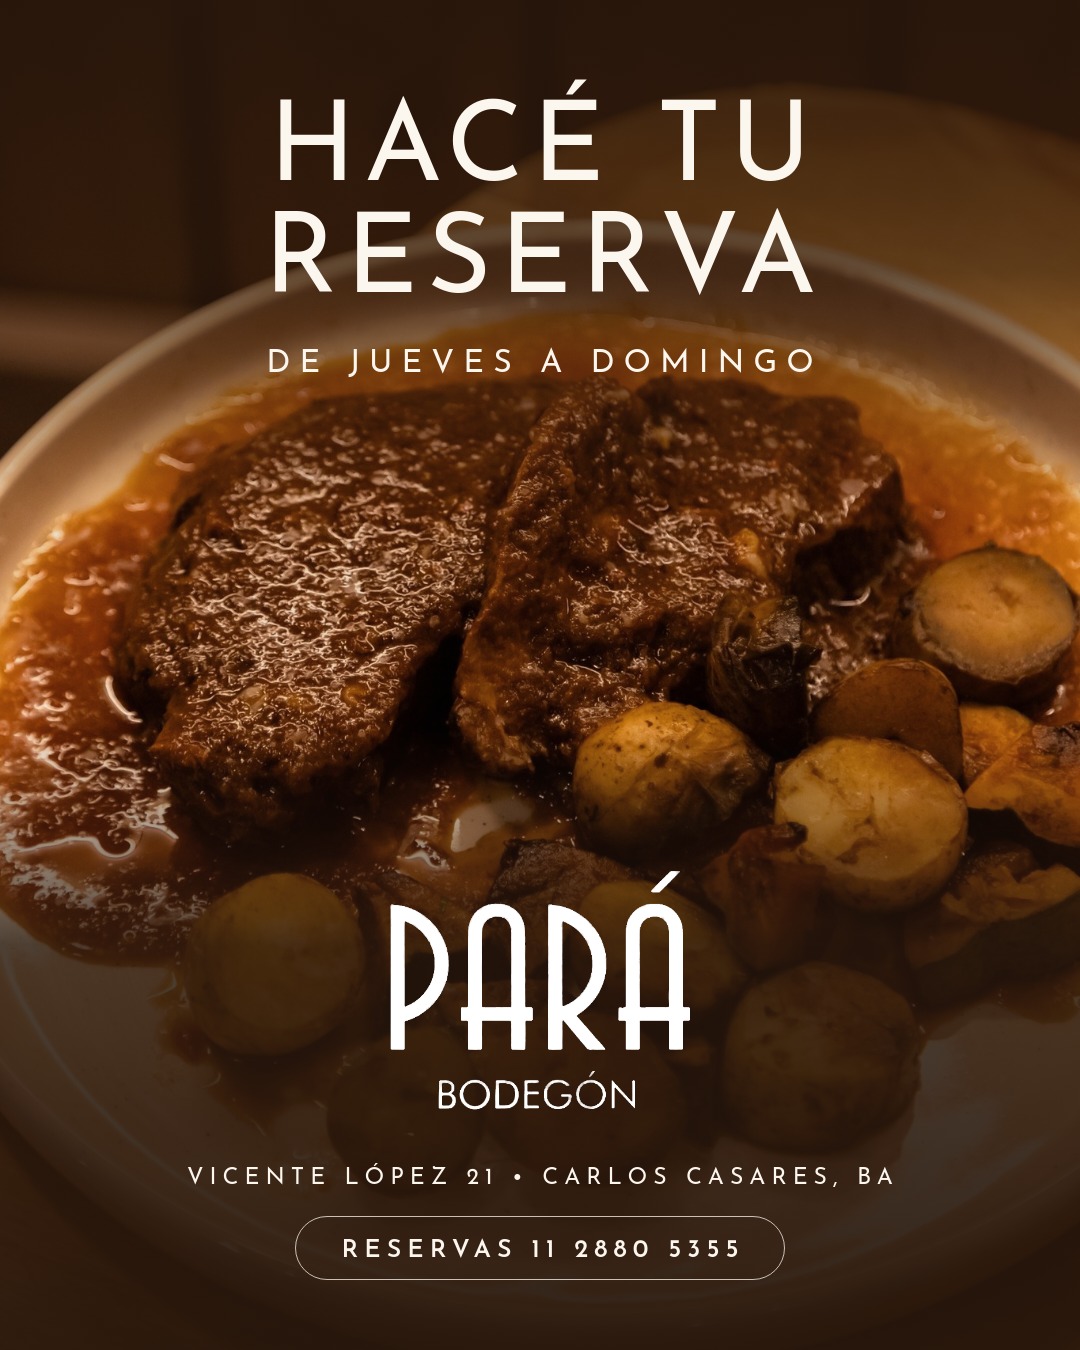 HACÉ TU
RESERVA
DE JUEVES A DOMINGO
PARÁ
BODEGÓN
VICENTE LÓPEZ 21 • CARLOS CASARES, BA
RESERVAS 11 2880 5355